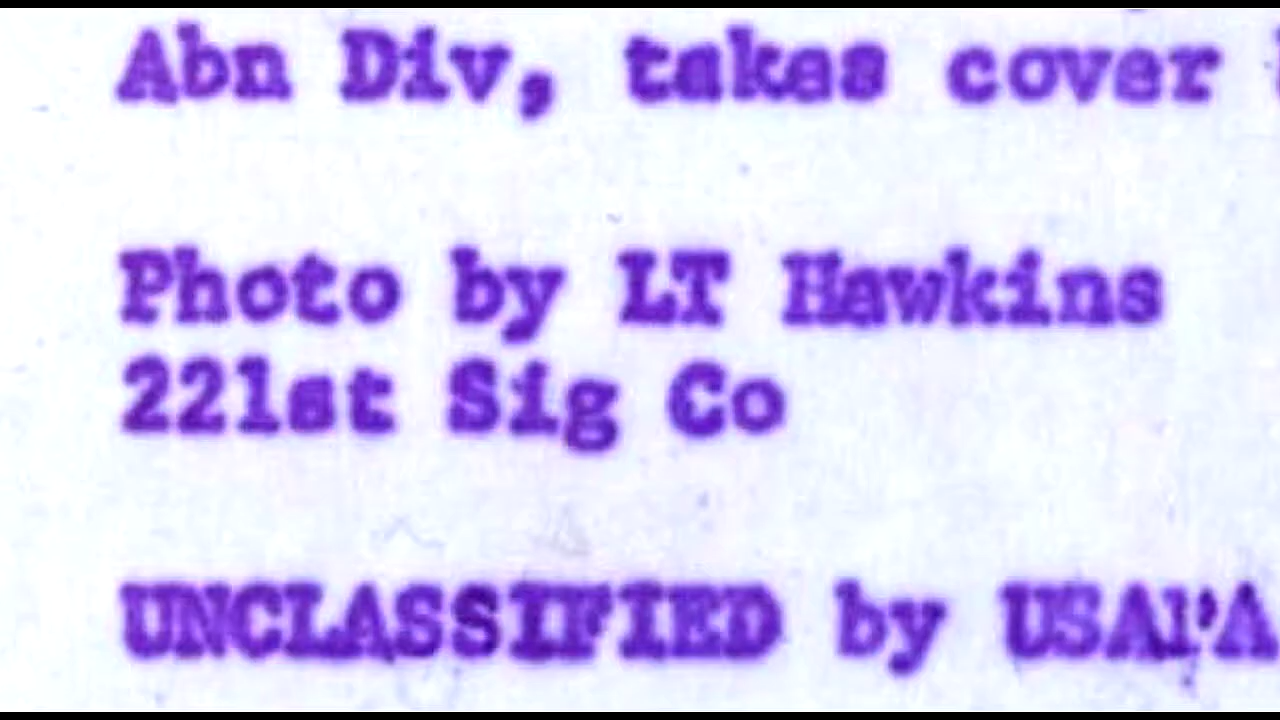 Abn Div, takes cover
Photo by LT Hawkins
221st Sig Co
UNCLASSIFIED by